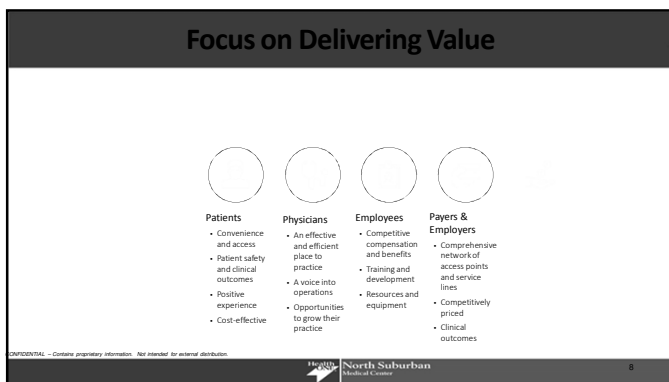 Focus on Delivering Value
Patients
• Convenience
and access
• Patient safety
and clinical
outcomes
• Positive
experience
• Cost-effective
Physicians
• An effective
and efficient
place to
practice
• A voice into
operations
• Opportunities
to grow their
practice
Employees
• Competitive
compensation
and benefits
• Training and
development
• Resources and
equipment
Payers &
Employers
• Comprehensive
network of
access points
and service
lines
• Competitively
priced
• Clinical
outcomes
CONFIDENTIAL – Contains proprietary information. Not intended for external distribution.
Health ONE
North Suburban
Medical Center
8